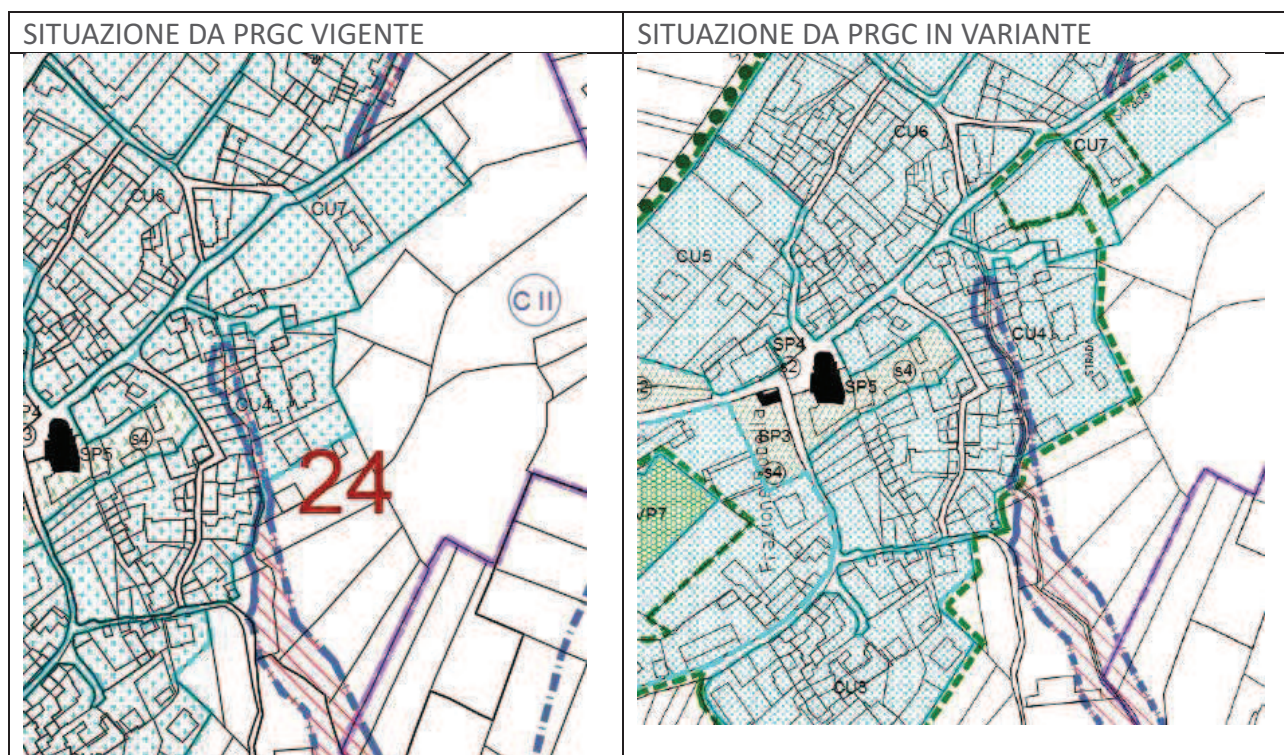 SITUAZIONE DA PRGC VIGENTE
SITUAZIONE DA PRGC IN VARIANTE
CU6
CU7
C II
CU4
s4
SP5
24
CU6
CU7
CU5
CU4
STRADA
SP4
s2
SP5
s4
SP3
s4
VP7
Frazione
CU3